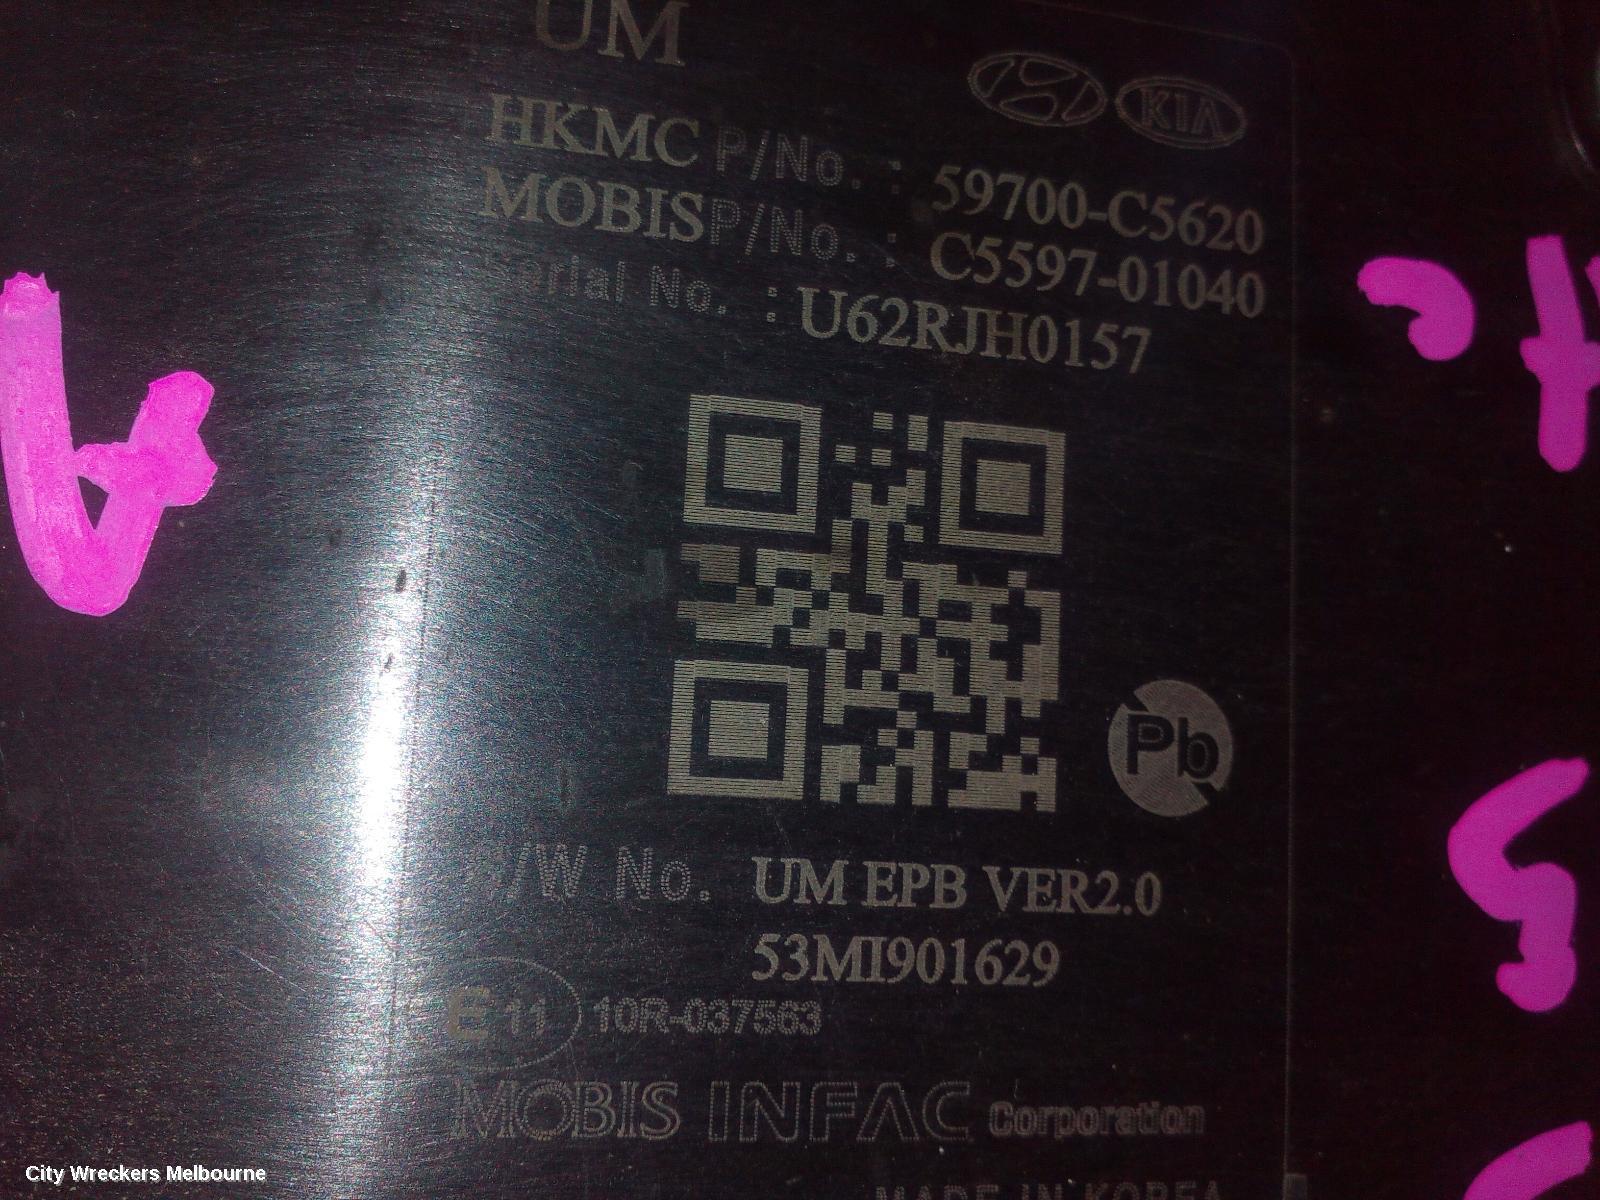 UM
KIA
HKMC P/No. : 59700-C5620
MOBIS P/No. : C5597-01040
Serial No. : U62RJH0157
Pb
/W No. UM EPB VER2.0
53MI901629
E11 10R-037563
MOBIS INFAC Corporation
MADE IN KOREA
City Wreckers Melbourne